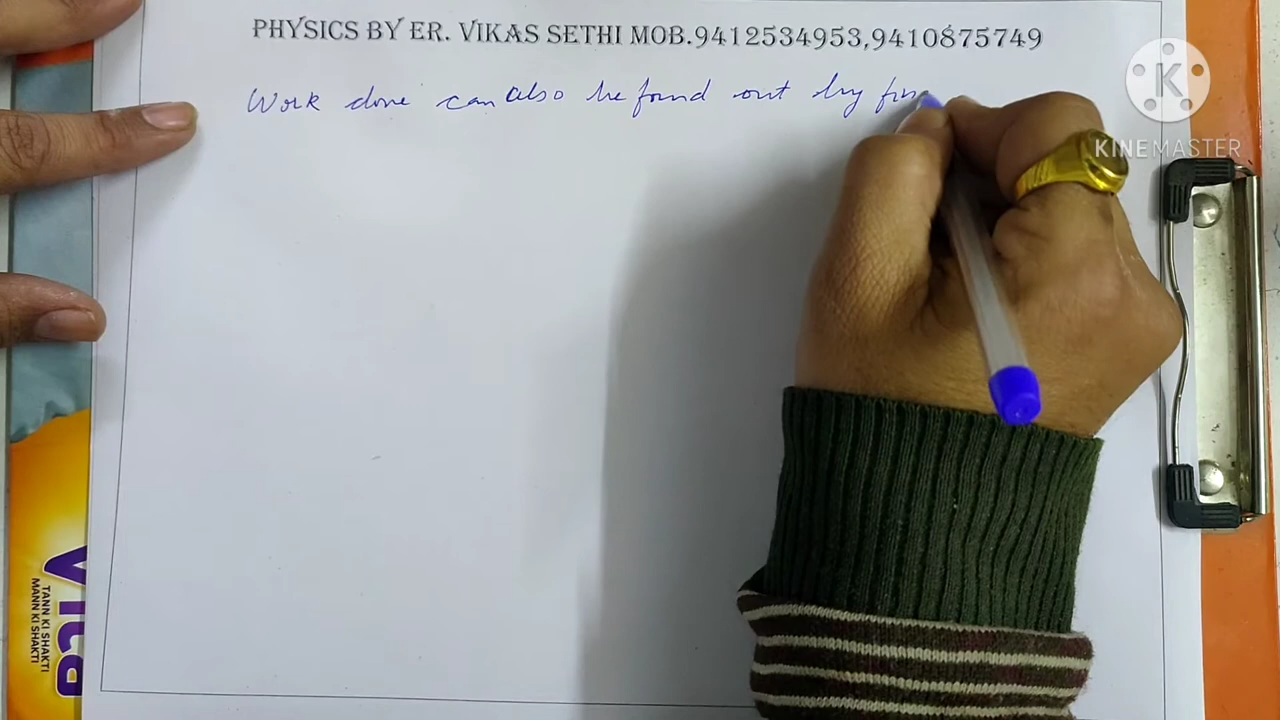 PHYSICS BY ER. VIKAS SETHI MOB.9412534953,9410875749
Work done can also be found out by
K
KINEMASTER
Vita
TANN KI SHAKTI
MANN KI SHAKTI